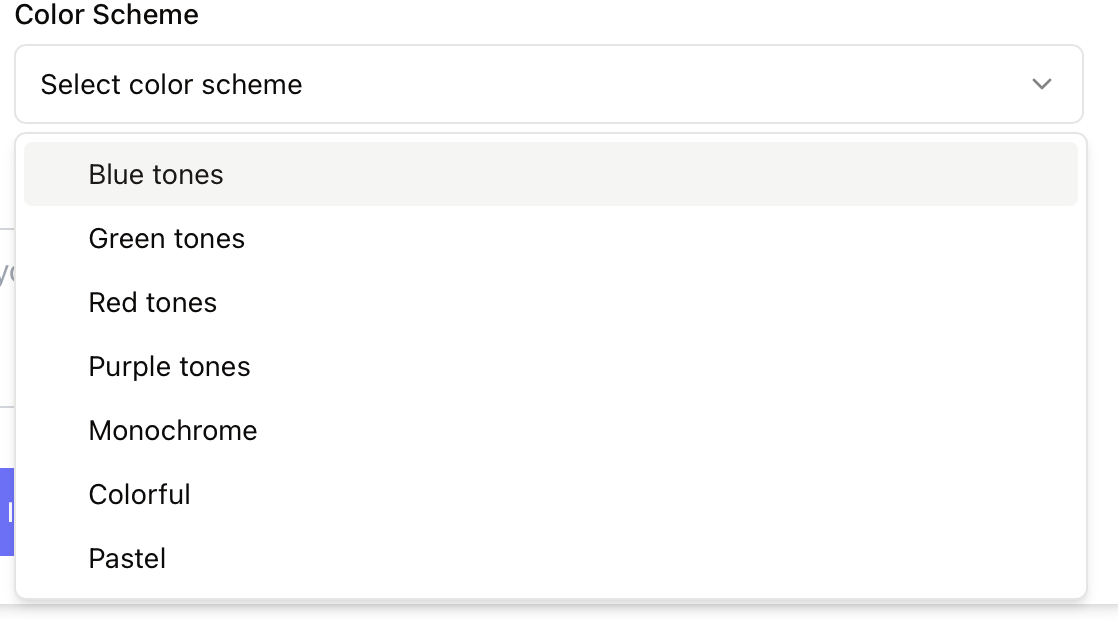 Color Scheme
Select color scheme
Blue tones
Green tones
Red tones
Purple tones
Monochrome
Colorful
Pastel